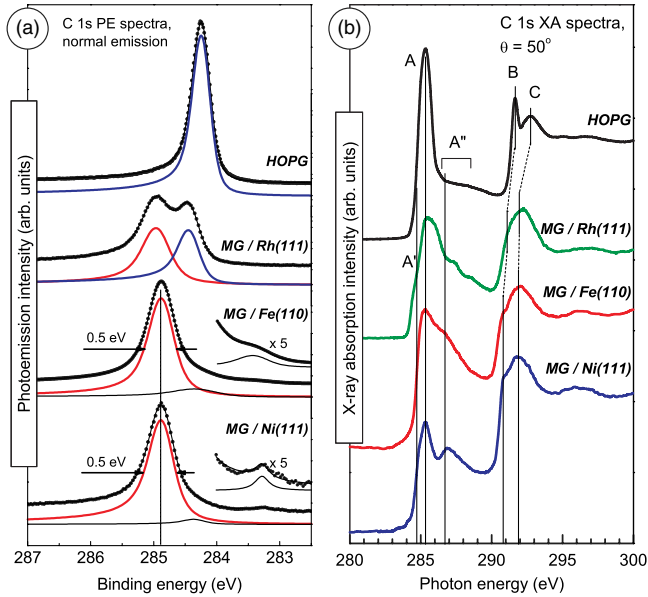 (a)
C 1s PE spectra,
normal emission
HOPG
MG / Rh(111)
MG / Fe(110)
0.5 eV
x 5
MG / Ni(111)
0.5 eV
x 5
Photoemission intensity (arb. units)
287 286 285 284 283
Binding energy (eV)
(b)
C 1s XA spectra,
θ = 50°
A
B
C
A"
HOPG
MG / Rh(111)
A'
MG / Fe(110)
MG / Ni(111)
X-ray absorption intensity (arb. units)
280 285 290 295 300
Photon energy (eV)